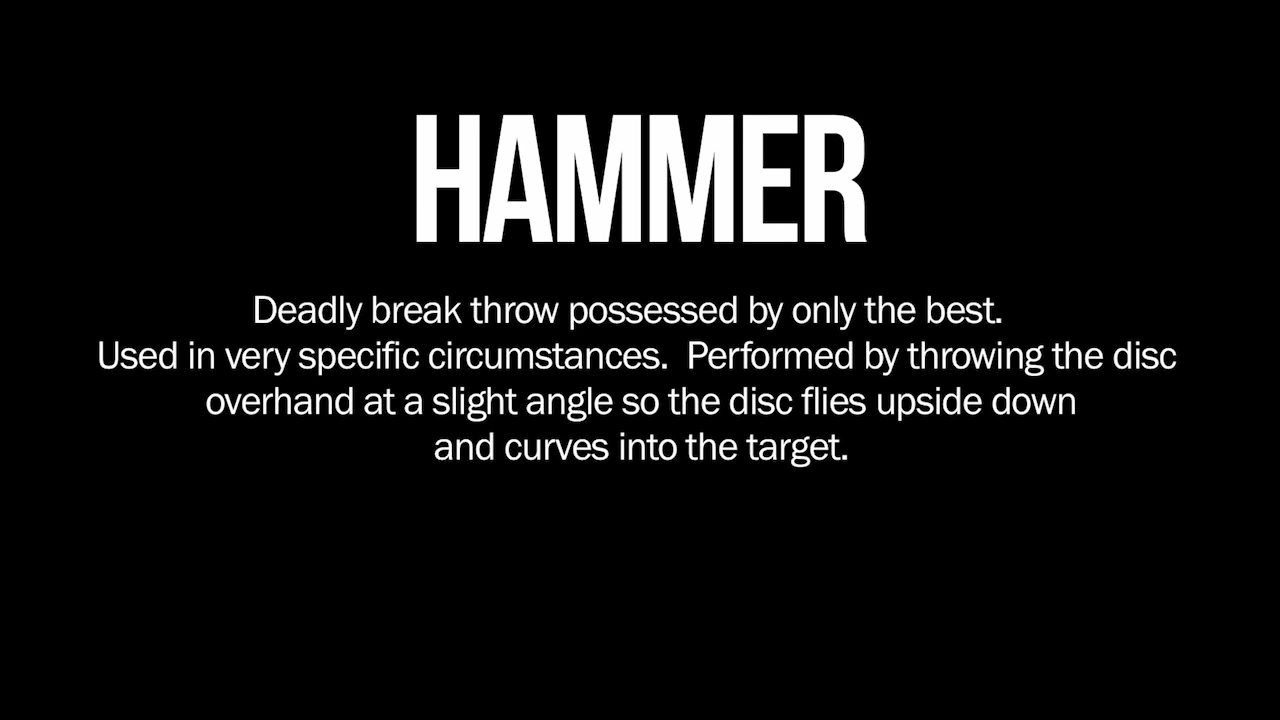 HAMMER
Deadly break throw possessed by only the best.
Used in very specific circumstances.  Performed by throwing the disc
overhand at a slight angle so the disc flies upside down
and curves into the target.